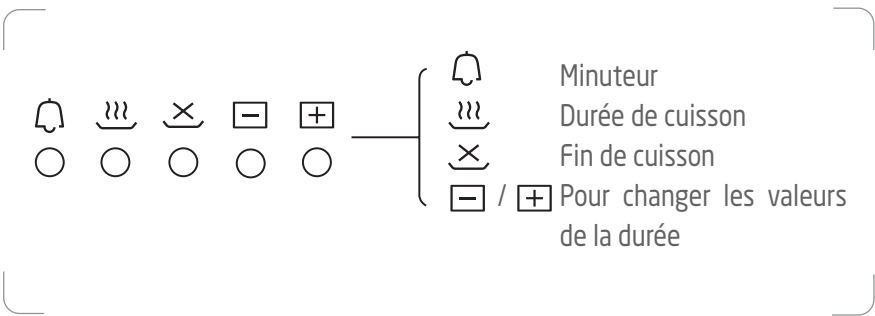 Minuteur
Durée de cuisson
Fin de cuisson
/ Pour changer les valeurs
de la durée